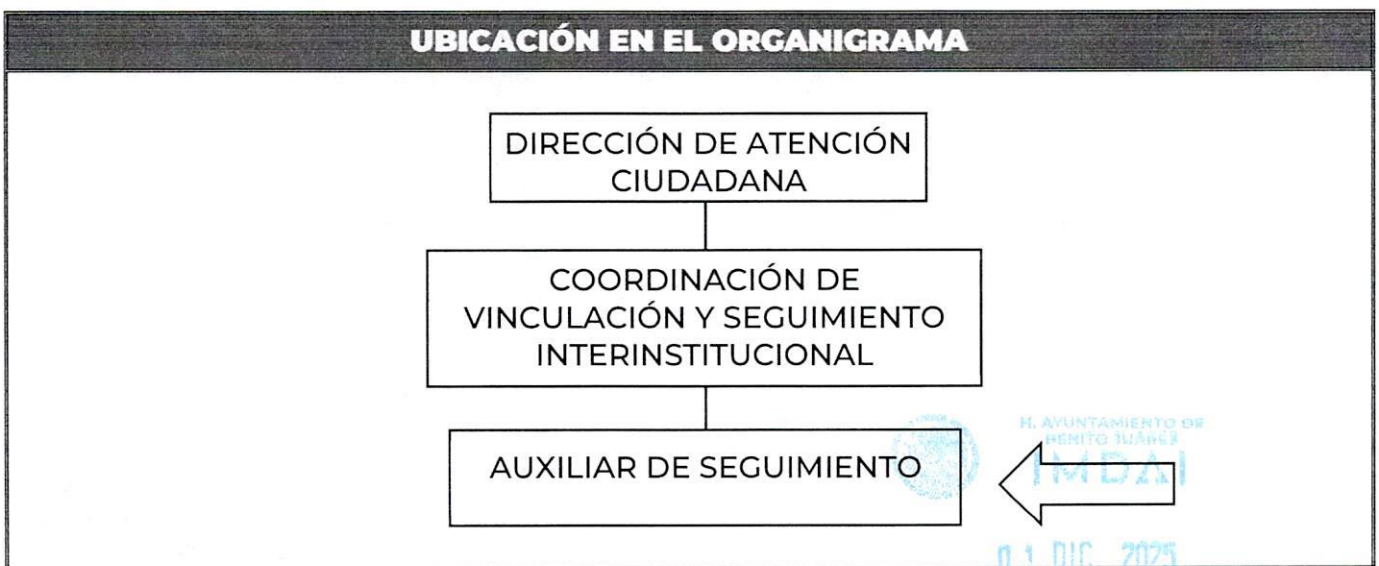 UBICACIÓN EN EL ORGANIGRAMA
DIRECCIÓN DE ATENCIÓN
CIUDADANA
COORDINACIÓN DE
VINCULACIÓN Y SEGUIMIENTO
INTERINSTITUCIONAL
H. AYUNTAMIENTO DE
BENITO JUÁREZ
AUXILIAR DE SEGUIMIENTO
IMDAI
01 DIC 2025